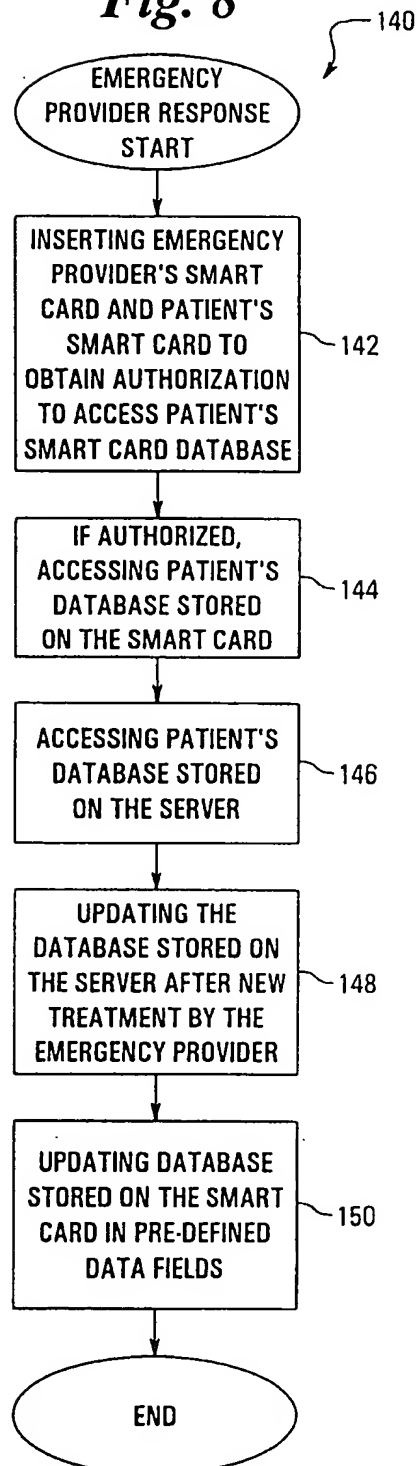 Fig. 8
140
EMERGENCY
PROVIDER RESPONSE
START
INSERTING EMERGENCY
PROVIDER'S SMART
CARD AND PATIENT'S
SMART CARD TO
OBTAIN AUTHORIZATION
TO ACCESS PATIENT'S
SMART CARD DATABASE
142
IF AUTHORIZED,
ACCESSING PATIENT'S
DATABASE STORED
ON THE SMART CARD
144
ACCESSING PATIENT'S
DATABASE STORED
ON THE SERVER
146
UPDATING THE
DATABASE STORED ON
THE SERVER AFTER NEW
TREATMENT BY THE
EMERGENCY PROVIDER
148
UPDATING DATABASE
STORED ON THE SMART
CARD IN PRE-DEFINED
DATA FIELDS
150
END